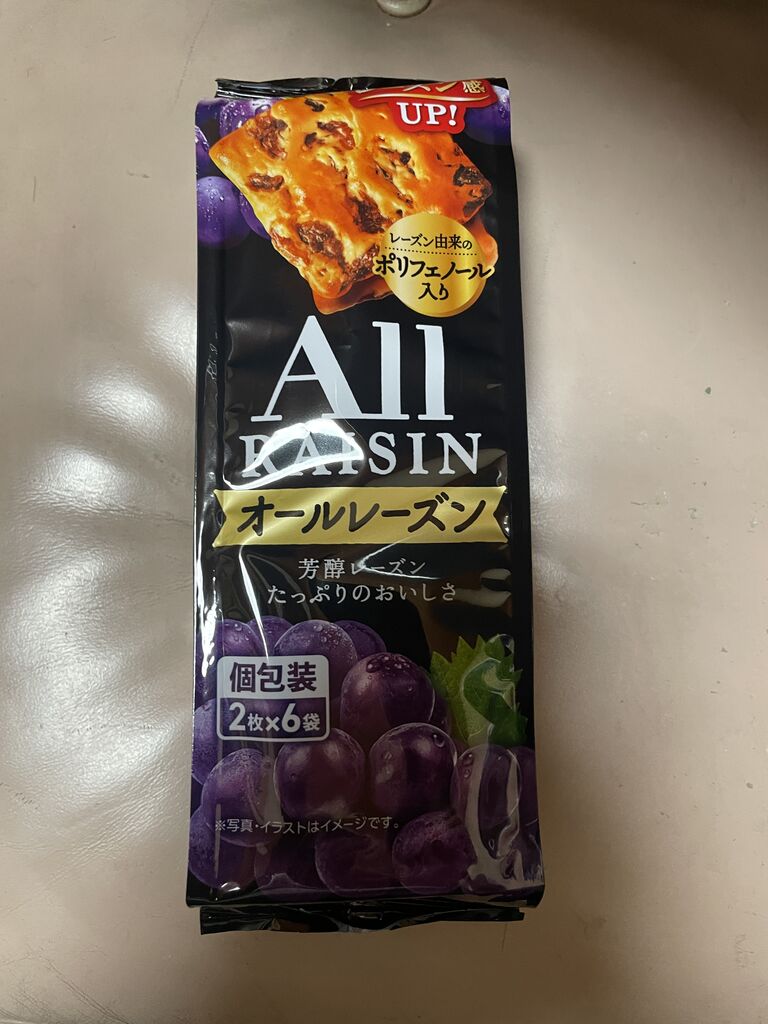 ズン感
UP!
レーズン由来の
ポリフェノール
入り
All
RAISIN
オールレーズン
芳醇レーズン
たっぷりのおいしさ
個包装
2枚×6袋
※写真・イラストはイメージです。